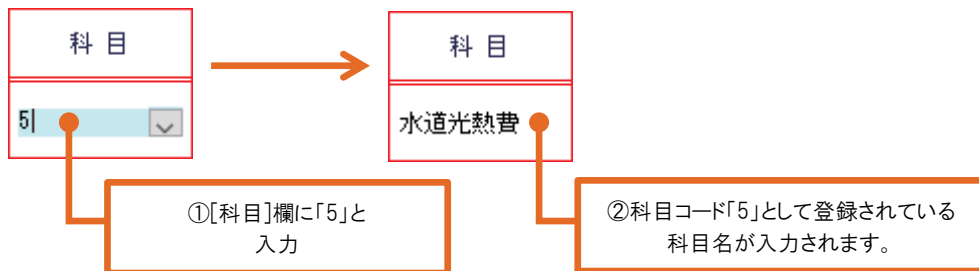 科 目
科 目
5
水道光熱費
①[科目]欄に「5」と
入力
②科目コード「5」として登録されている
科目名が入力されます。